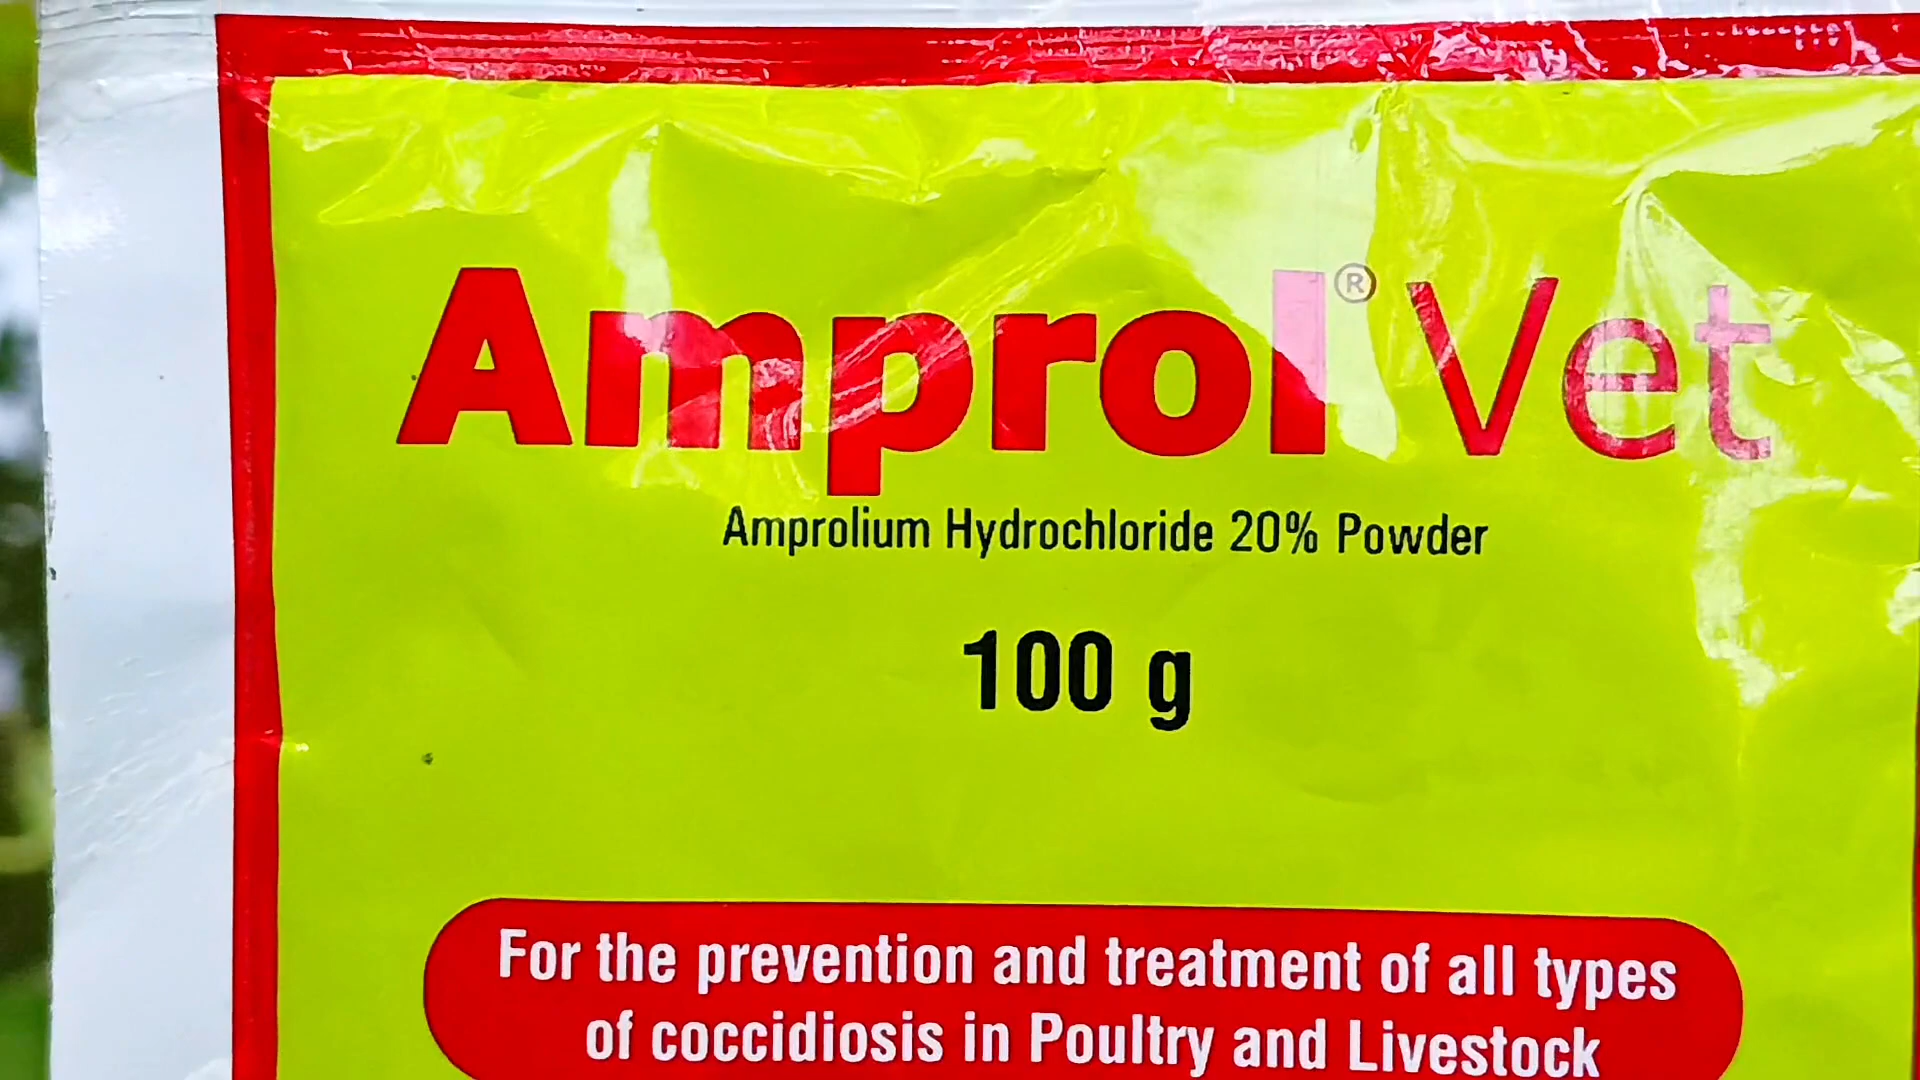 Amprol® Vet
Amprolium Hydrochloride 20% Powder
100 g
For the prevention and treatment of all types
of coccidiosis in Poultry and Livestock